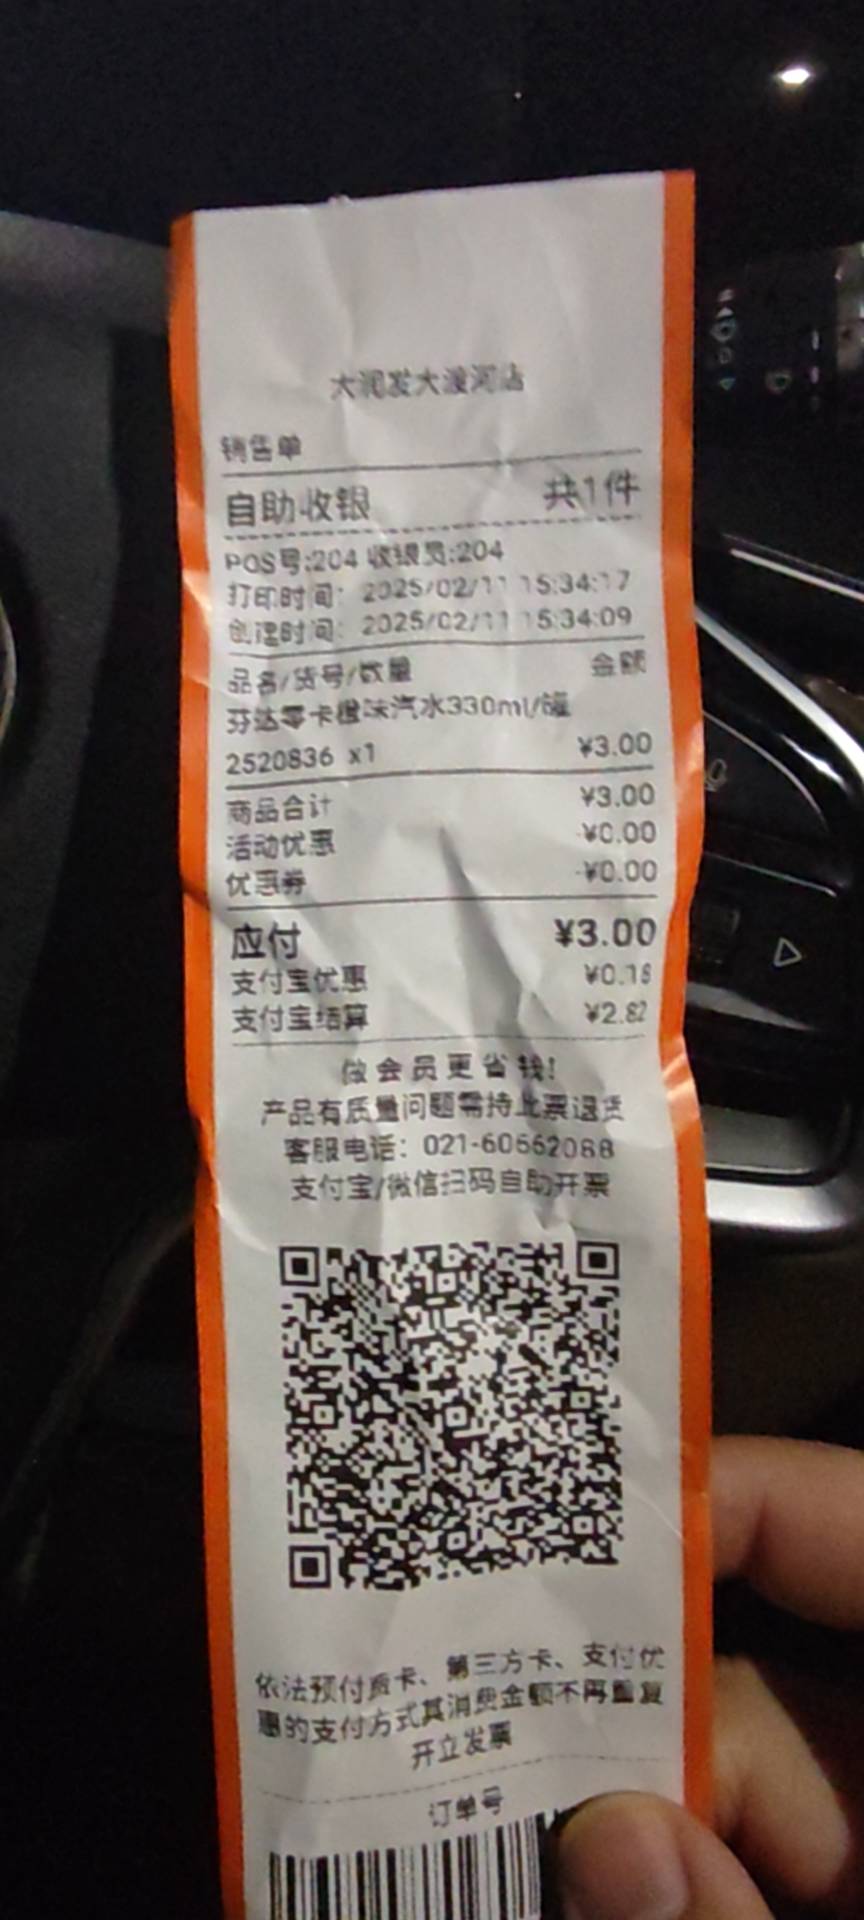 大润发大渡河店
销售单
自助收银 共1件
POS号:204 收银员:204
打印时间: 2025/02/11 15:34:17
创建时间: 2025/02/11 15:34:09
品名/货号/数量 金额
芬达零卡橙味汽水330ml/罐
2520836 x1 ¥3.00
商品合计 ¥3.00
活动优惠 -¥0.00
优惠券 -¥0.00
应付 ¥3.00
支付宝优惠 ¥0.18
支付宝结算 ¥2.82
做会员更省钱!
产品有质量问题需持此票退货
客服电话: 021-60662088
支付宝/微信扫码自助开票
依法预付费卡、第三方卡、支付优
惠的支付方式其消费金额不再重复
开立发票
订单号